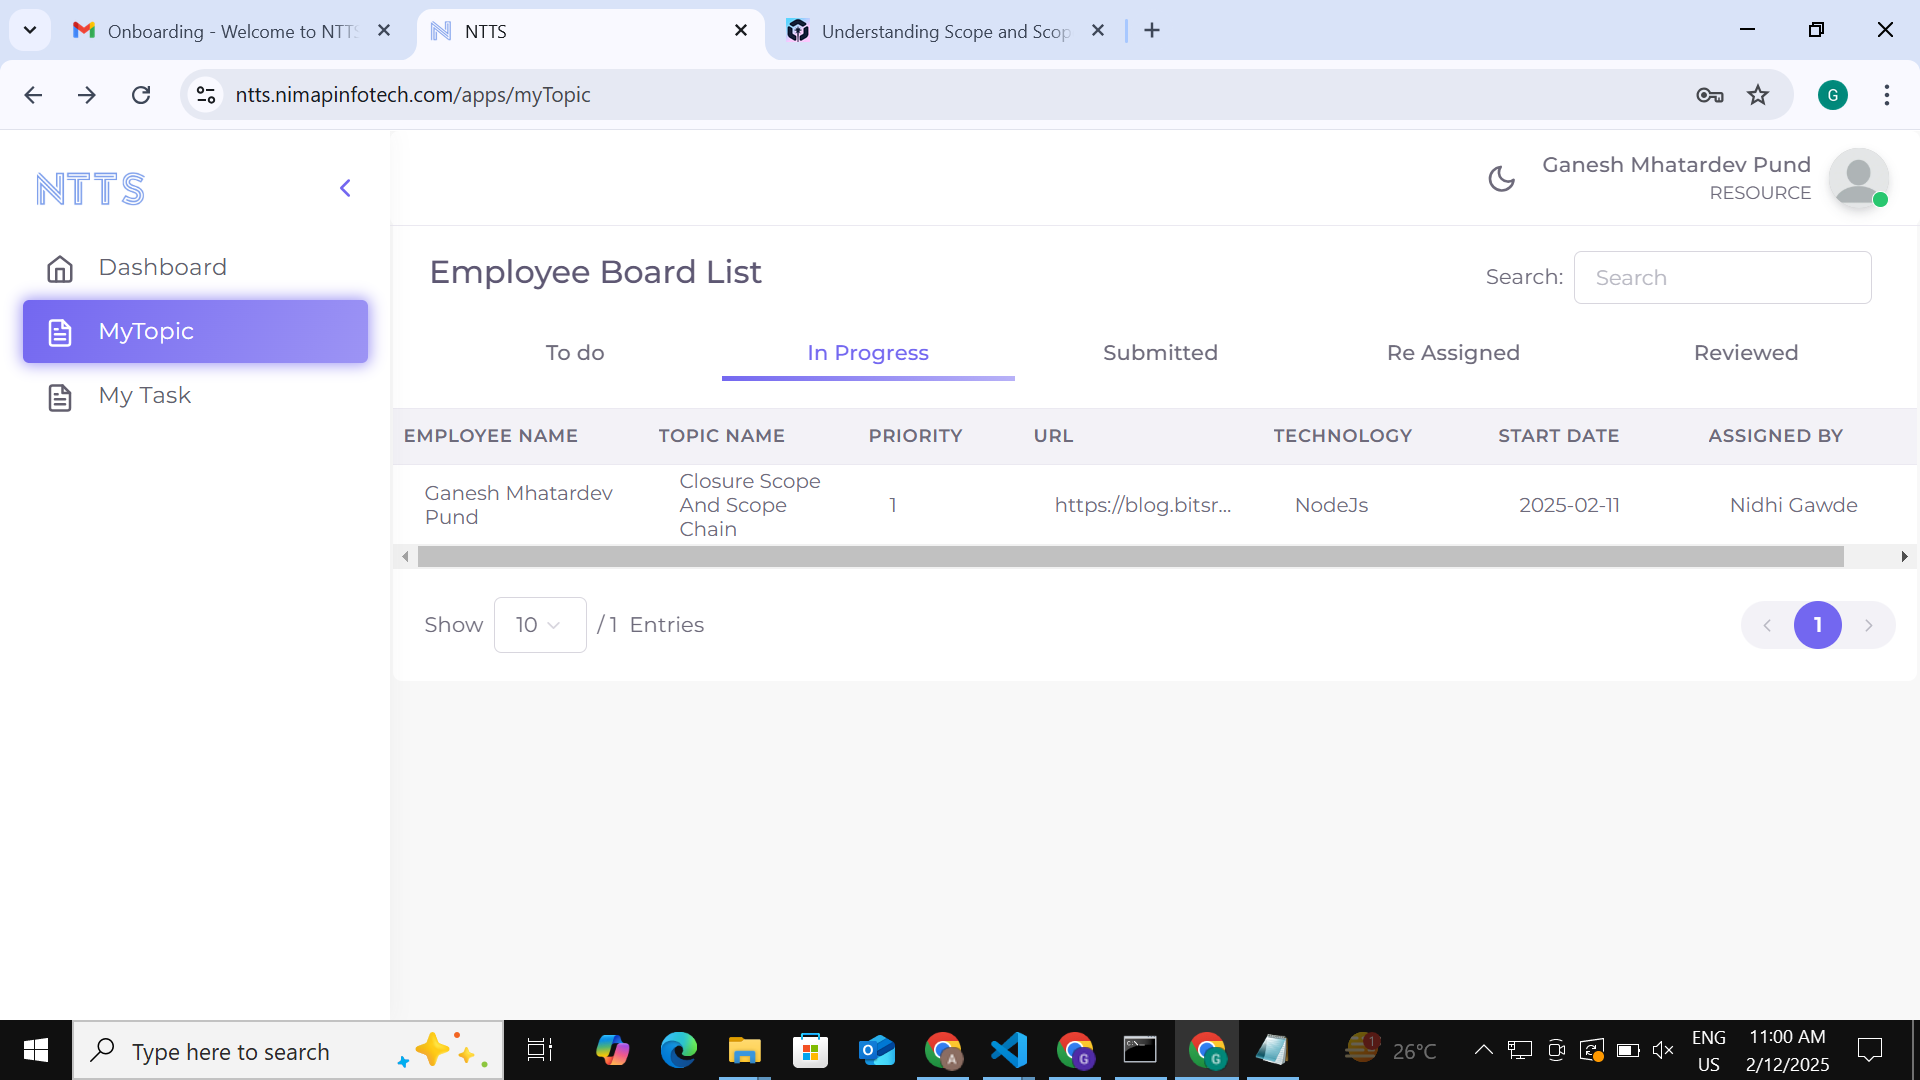 Onboarding - Welcome to NTTS
NTTS
Understanding Scope and Scop
ntts.nimapinfotech.com/apps/myTopic
G
NTTS
Ganesh Mhatardev Pund
RESOURCE
Dashboard
MyTopic
My Task
Employee Board List
Search:
Search
To do
In Progress
Submitted
Re Assigned
Reviewed
EMPLOYEE NAME
TOPIC NAME
PRIORITY
URL
TECHNOLOGY
START DATE
ASSIGNED BY
Ganesh Mhatardev
Pund
Closure Scope
And Scope
Chain
1
https://blog.bitsr...
NodeJs
2025-02-11
Nidhi Gawde
Show
10
/ 1 Entries
1
Type here to search
A
G
G
1
26°C
ENG
US
11:00 AM
2/12/2025